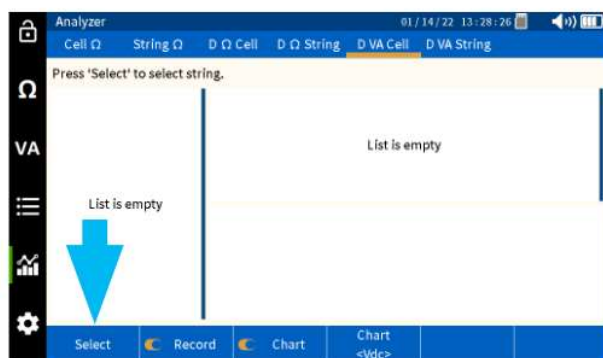 Analyzer 01/14/22 13:28:26
Cell Ω String Ω D Ω Cell D Ω String D VA Cell D VA String
Press 'Select' to select string.
Ω
VA
List is empty
List is empty
Select Record Chart Chart
<Vdc>